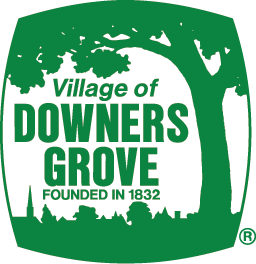 Village of
DOWNERS
GROVE
FOUNDED IN 1832
®